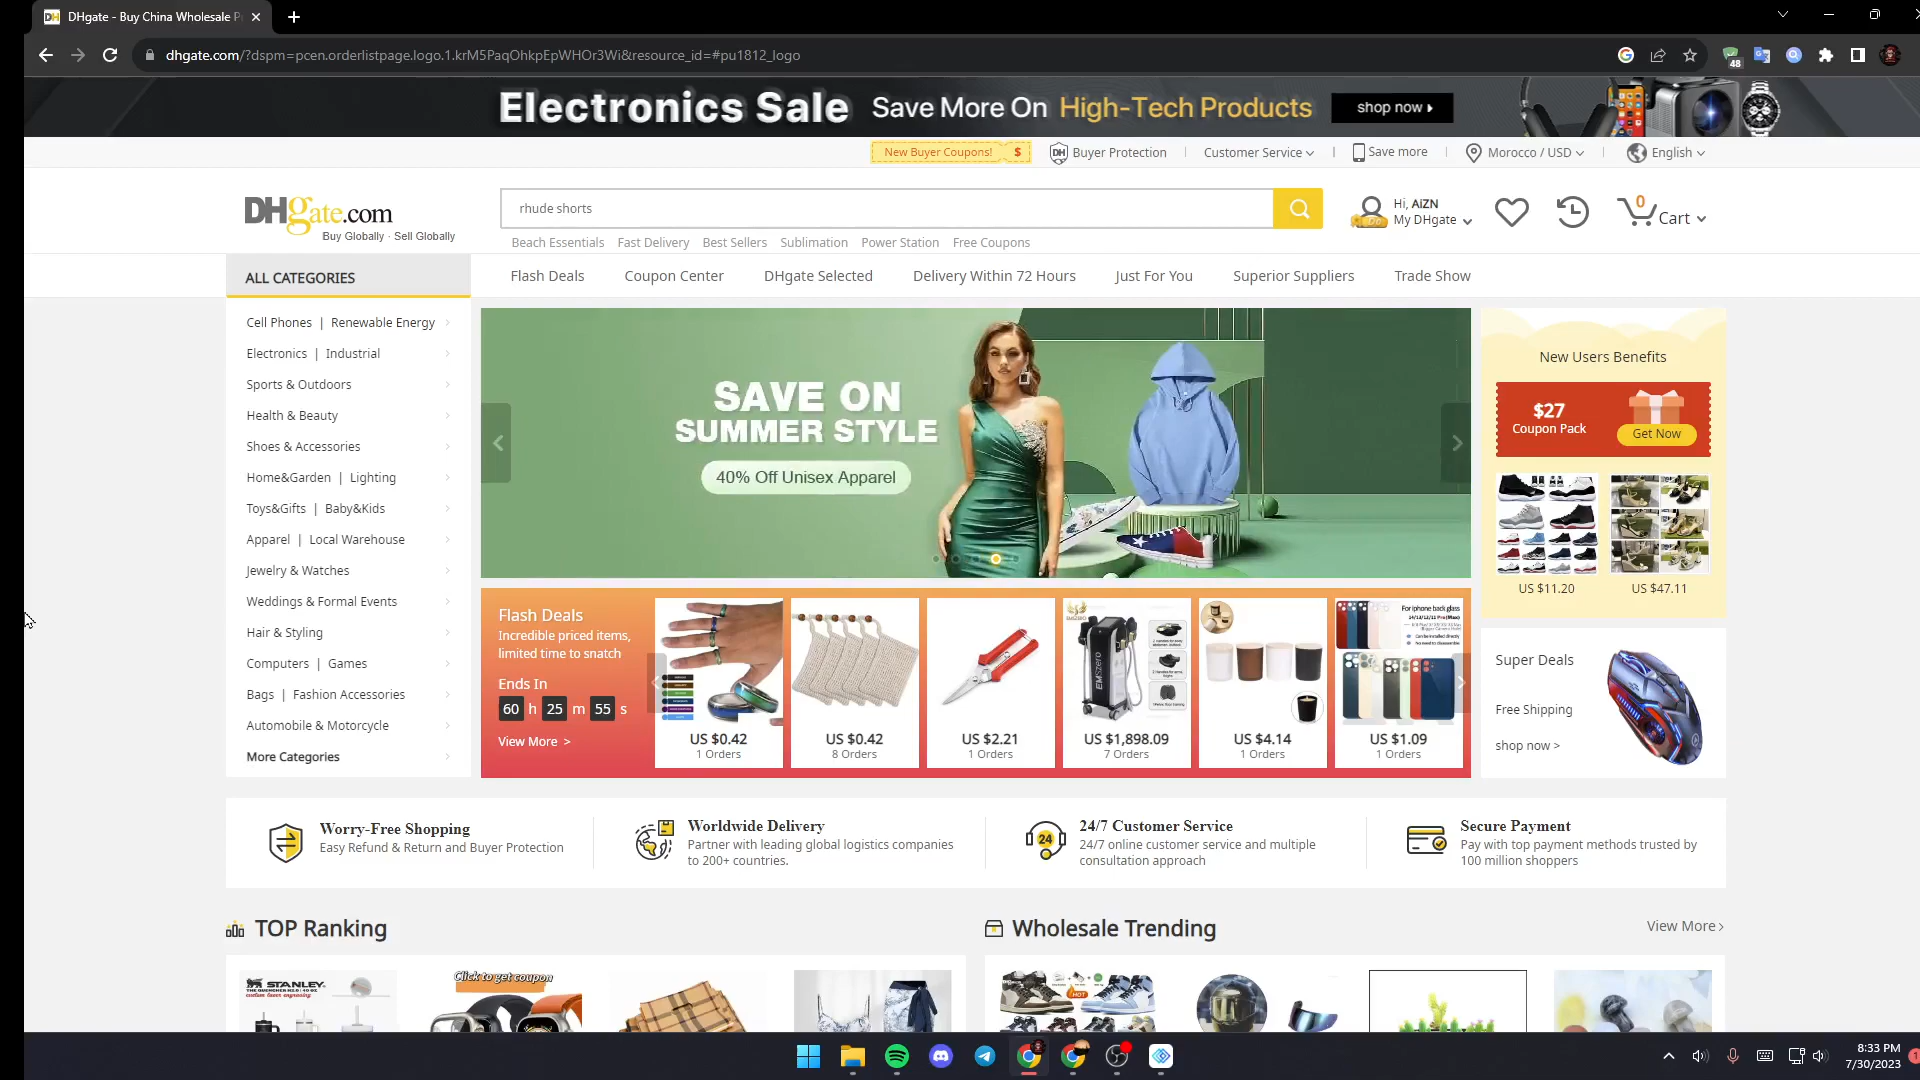 DHgate - Buy China Wholesale P
dhgate.com/?dspm=pcen.orderlistpage.logo.1.krM5PaqOhkpEpWHOr3Wi&resource_id=#pu1812_logo
48
Electronics Sale Save More On High-Tech Products shop now
New Buyer Coupons! $ Buyer Protection Customer Service Save more Morocco / USD English
DHgate.com
Buy Globally · Sell Globally
rhude shorts
Hi, AiZN
My DHgate
0
Cart
Beach Essentials Fast Delivery Best Sellers Sublimation Power Station Free Coupons
ALL CATEGORIES
Flash Deals Coupon Center DHgate Selected Delivery Within 72 Hours Just For You Superior Suppliers Trade Show
Cell Phones | Renewable Energy
Electronics | Industrial
Sports & Outdoors
Health & Beauty
Shoes & Accessories
Home&Garden | Lighting
Toys&Gifts | Baby&Kids
Apparel | Local Warehouse
Jewelry & Watches
Weddings & Formal Events
Hair & Styling
Computers | Games
Bags | Fashion Accessories
Automobile & Motorcycle
More Categories
SAVE ON
SUMMER STYLE
40% Off Unisex Apparel
New Users Benefits
$27
Coupon Pack
Get Now
US $11.20
US $47.11
Flash Deals
Incredible priced items,
limited time to snatch
Ends In
60 h 25 m 55 s
View More >
US $0.42
1 Orders
US $0.42
8 Orders
US $2.21
1 Orders
EMSzero
US $1,898.09
7 Orders
US $4.14
1 Orders
For iphone back glass
US $1.09
1 Orders
Super Deals
Free Shipping
shop now >
Worry-Free Shopping
Easy Refund & Return and Buyer Protection
Worldwide Delivery
Partner with leading global logistics companies
to 200+ countries.
24
24/7 Customer Service
24/7 online customer service and multiple
consultation approach
Secure Payment
Pay with top payment methods trusted by
100 million shoppers
TOP Ranking
Wholesale Trending
View More>
STANLEY
Click to get coupon
HOT
8:33 PM
7/30/2023
1